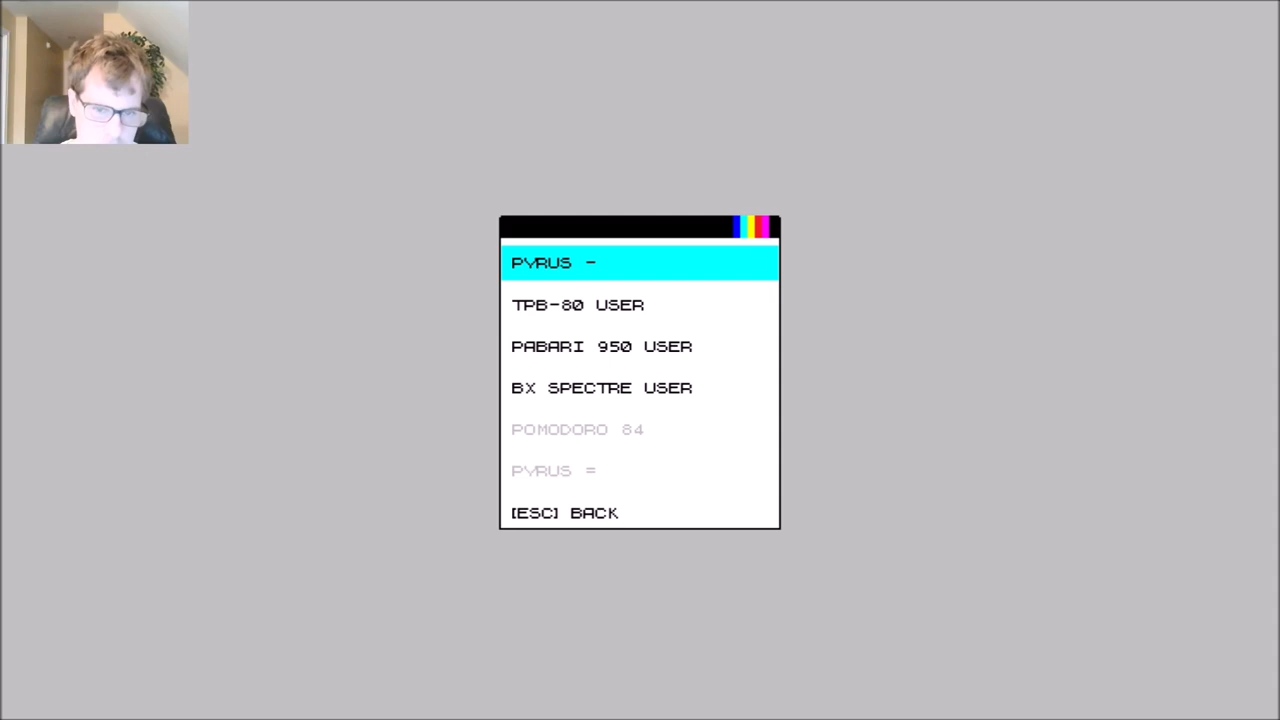 PYRUS -
TPB-80 USER
PABARI 950 USER
BX SPECTRE USER
POMODORO 84
PYRUS =
[ESC] BACK